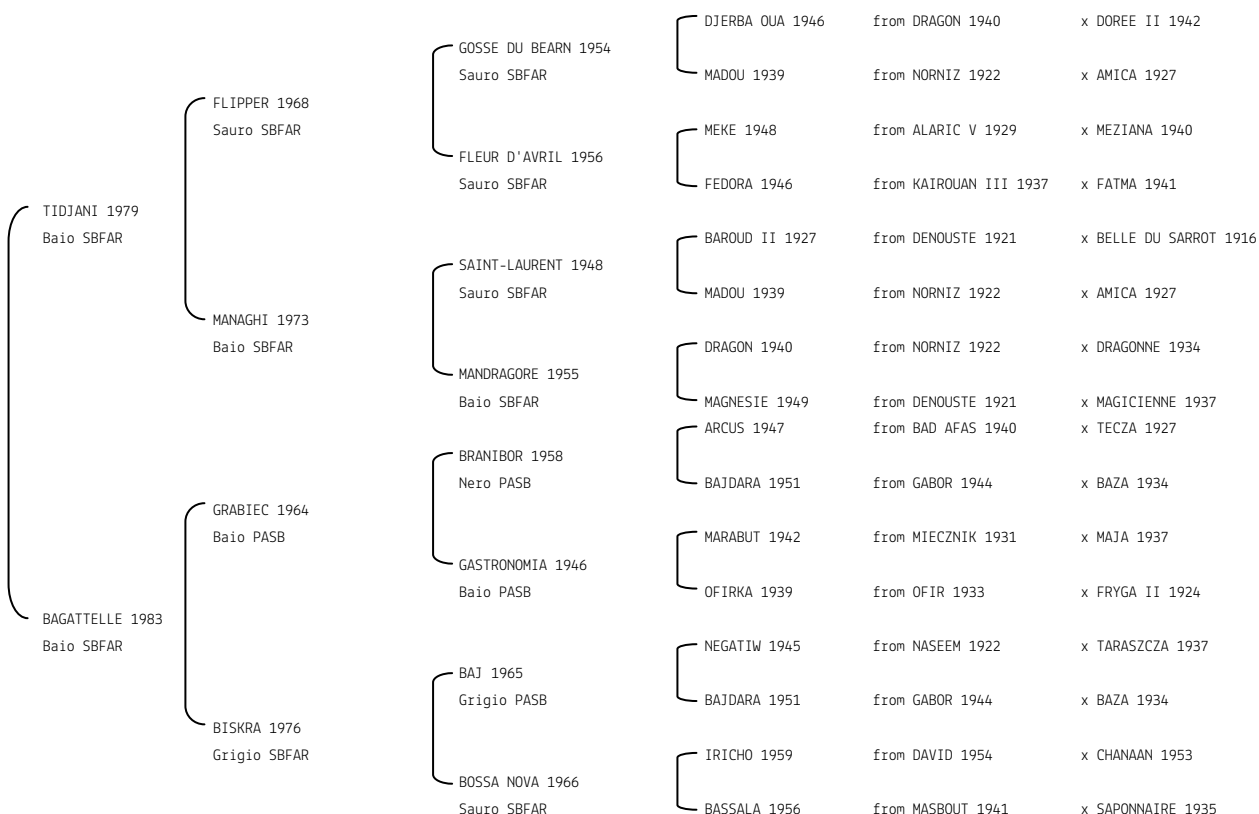 DJERBA OUA 1946 from DRAGON 1940 x DOREE II 1942
GOSSE DU BEARN 1954
Sauro SBFAR MADOU 1939 from NORNIZ 1922 x AMICA 1927
FLIPPER 1968
Sauro SBFAR MEKE 1948 from ALARIC V 1929 x MEZIANA 1940
FLEUR D'AVRIL 1956
Sauro SBFAR FEDORA 1946 from KAIROUAN III 1937 x FATMA 1941
TIDJANI 1979
Baio SBFAR BAROUD II 1927 from DENOUSTE 1921 x BELLE DU SARROT 1916
SAINT-LAURENT 1948
Sauro SBFAR MADOU 1939 from NORNIZ 1922 x AMICA 1927
MANAGHI 1973
Baio SBFAR DRAGON 1940 from NORNIZ 1922 x DRAGONNE 1934
MANDRAGORE 1955
Baio SBFAR MAGNESIE 1949 from DENOUSTE 1921 x MAGICIENNE 1937
ARCUS 1947 from BAD AFAS 1940 x TECZA 1927
BRANIBOR 1958
Nero PASB BAJDARA 1951 from GABOR 1944 x BAZA 1934
GRABIEC 1964
Baio PASB MARABUT 1942 from MIECZNIK 1931 x MAJA 1937
GASTRONOMIA 1946
Baio PASB OFIRKA 1939 from OFIR 1933 x FRYGA II 1924
BAGATTELLE 1983
Baio SBFAR NEGATIW 1945 from NASEEM 1922 x TARASZCZA 1937
BAJ 1965
Grigio PASB BAJDARA 1951 from GABOR 1944 x BAZA 1934
BISKRA 1976
Grigio SBFAR IRICHO 1959 from DAVID 1954 x CHANAAN 1953
BOSSA NOVA 1966
Sauro SBFAR BASSALA 1956 from MASBOUT 1941 x SAPONNAIRE 1935